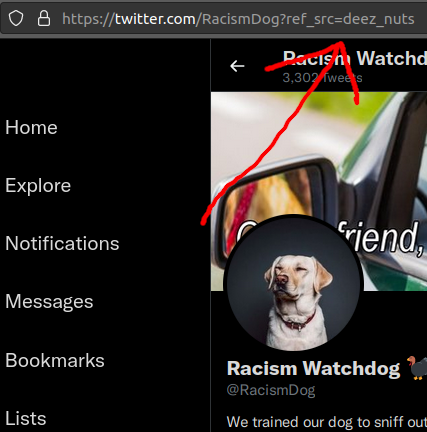 https://twitter.com/RacismDog?ref_src=deez_nuts
Racism Watchd
3,302 Tweets
Home
Explore
Notifications
Messages
Bookmarks
Lists
friend,
Racism Watchdog
@RacismDog
We trained our dog to sniff out